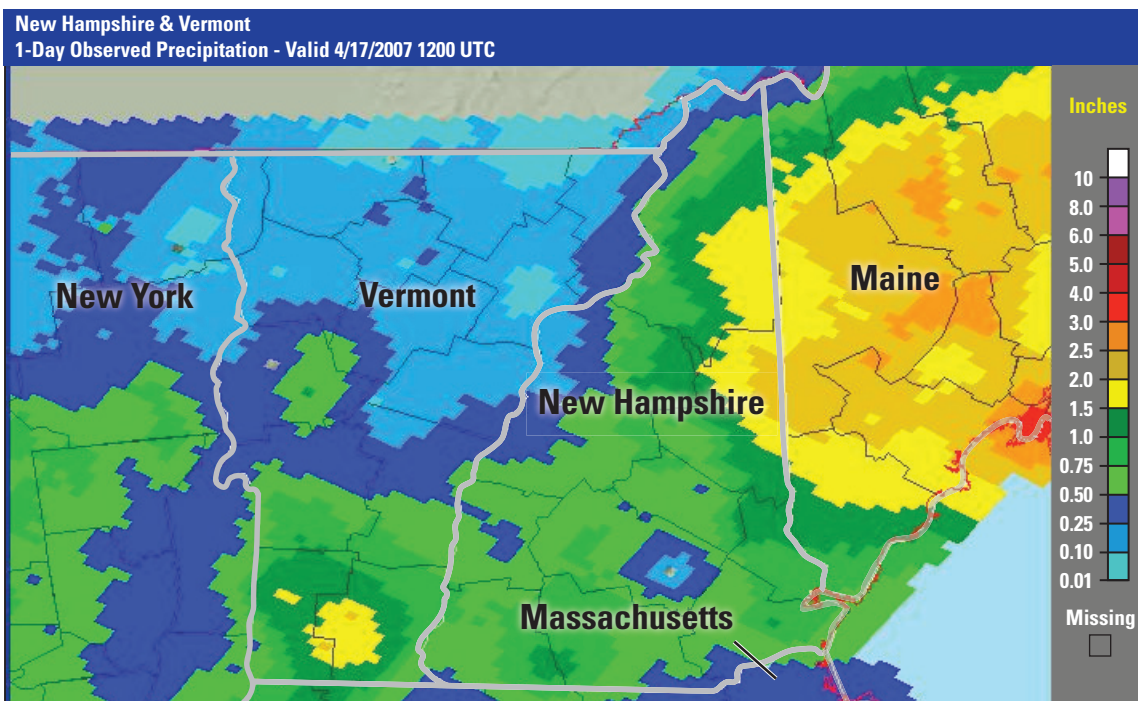 New Hampshire & Vermont
1-Day Observed Precipitation - Valid 4/17/2007 1200 UTC
Inches
10
8.0
6.0
5.0
4.0
3.0
2.5
2.0
1.5
1.0
0.75
0.50
0.25
0.10
0.01
Missing
New York
Vermont
Maine
New Hampshire
Massachusetts